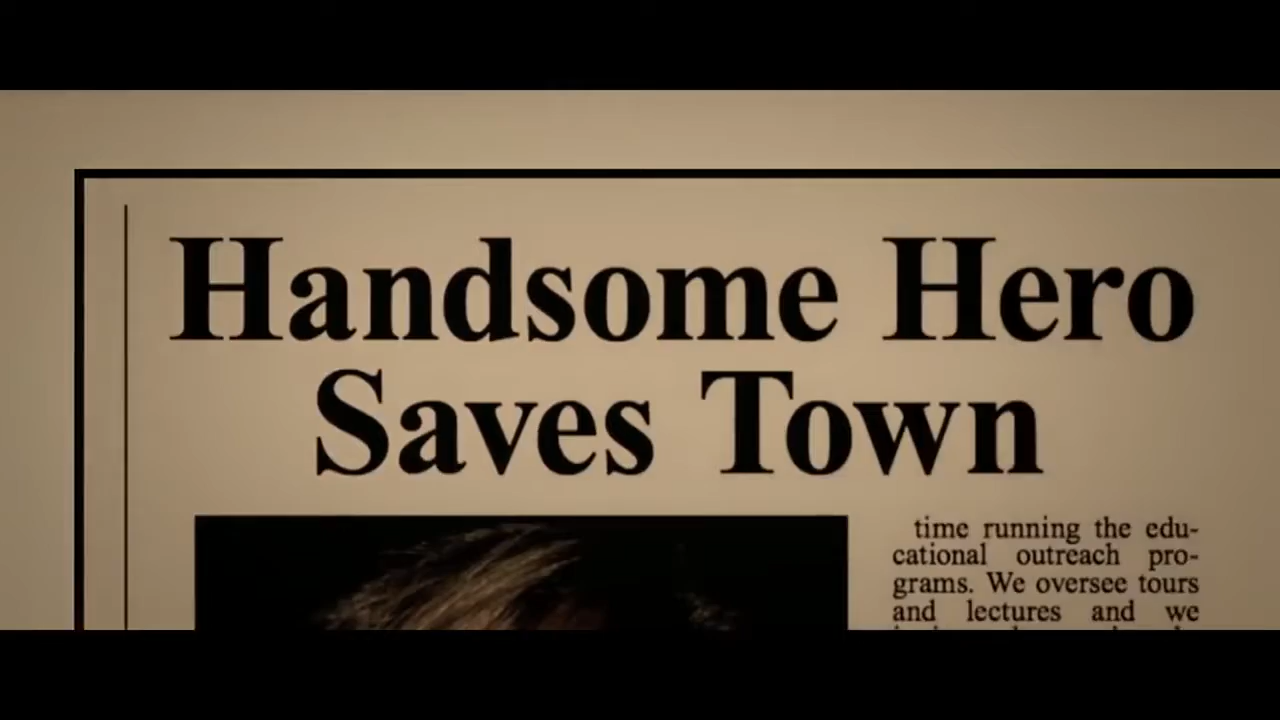 Handsome Hero
Saves Town
time running the edu-
cational outreach pro-
grams. We oversee tours
and lectures and we